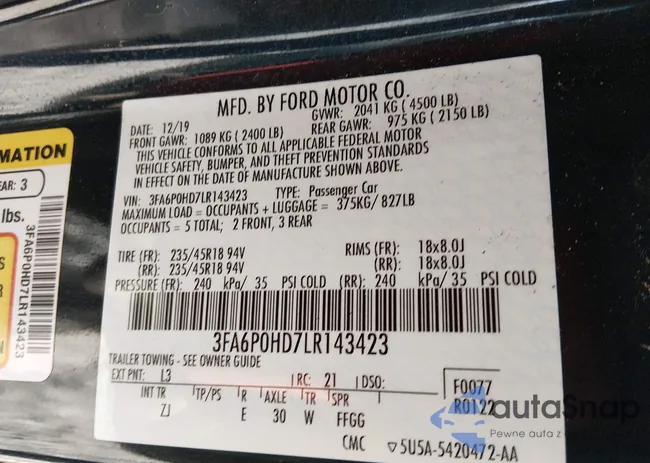 MFD. BY FORD MOTOR CO.
DATE: 12/19 GVWR: 2041 KG (4500 LB)
FRONT GAWR: 1089 KG (2400 LB) REAR GAWR: 975 KG (2150 LB)
THIS VEHICLE CONFORMS TO ALL APPLICABLE FEDERAL MOTOR
VEHICLE SAFETY, BUMPER, AND THEFT PREVENTION STANDARDS
IN EFFECT ON THE DATE OF MANUFACTURE SHOWN ABOVE.
VIN: 3FA6P0HD7LR143423 TYPE: Passenger Car
MAXIMUM LOAD = OCCUPANTS + LUGGAGE = 375KG/ 827LB
OCCUPANTS = 5 TOTAL; 2 FRONT, 3 REAR
TIRE (FR): 235/45R18 94V RIMS (FR): 18x8.0J
(RR): 235/45R18 94V (RR): 18x8.0J
PRESSURE (FR): 240 kPa/ 35 PSI COLD (RR): 240 kPa/ 35 PSI COLD
3FA6P0HD7LR143423
TRAILER TOWING - SEE OWNER GUIDE
EXT PNT: L3 RC: 21 DSO: F0077
INT TR TP/PS R AXLE TR SPR R0122
ZJ E 30 W FFGG
CMC 5U5A-5420472-AA
MATION
EAR: 3
lbs.
3FA6P0HD7LR143423
autaSnap
Pewne auta z